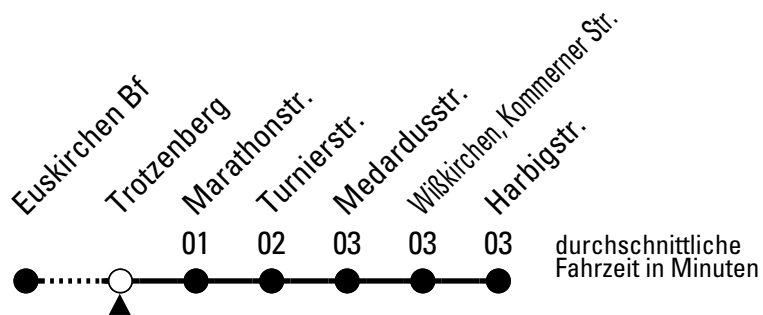 Euskirchen Bf
Trotzenberg
Marathonstr.
Turnierstr.
Medardusstr.
Wißkirchen, Kommerner Str.
Harbigstr.
01 02 03 03 03
durchschnittliche
Fahrzeit in Minuten